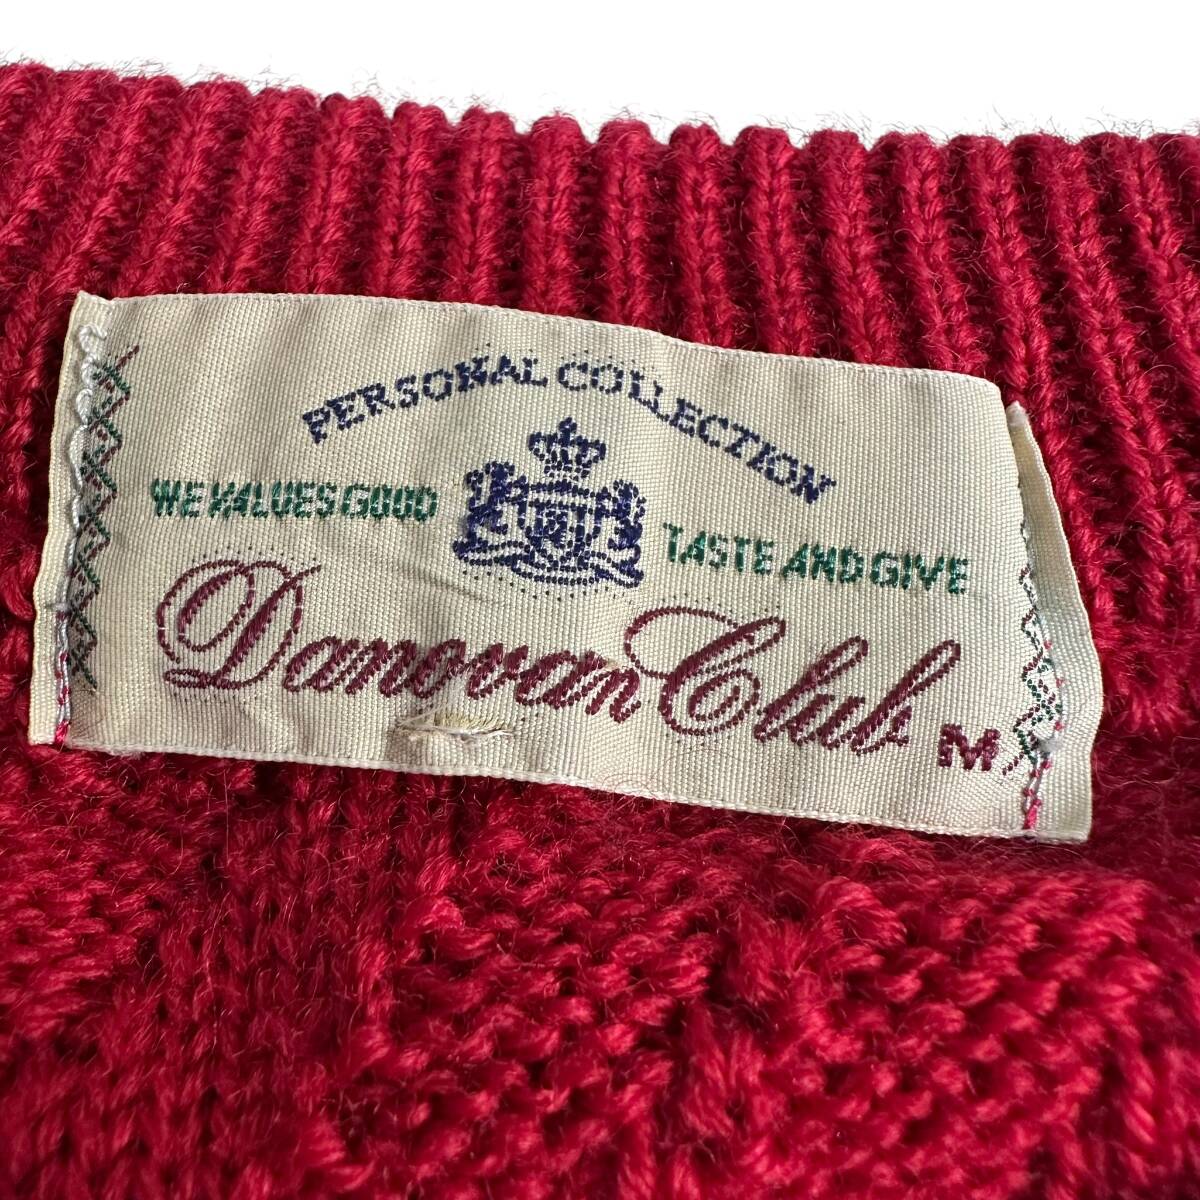 PERSONAL COLLECTION
WE VALUES GOOD TASTE AND GIVE
Danovan Club M